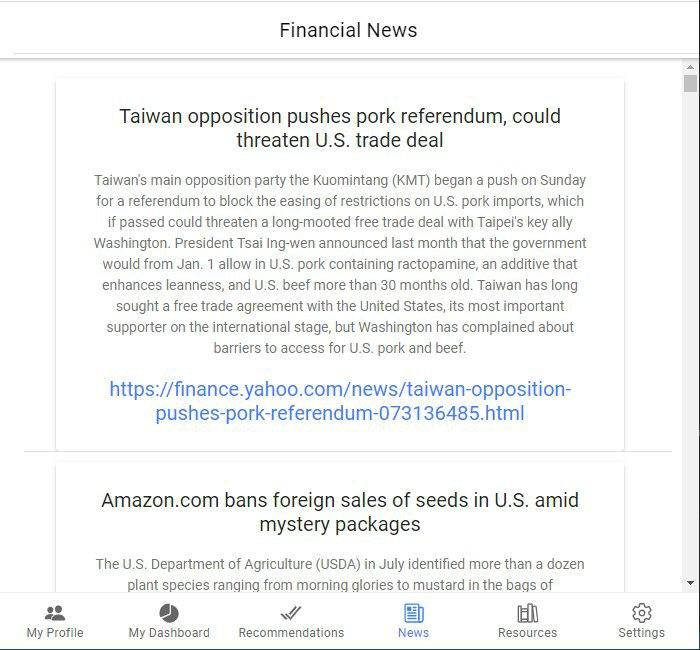 Financial News
Taiwan opposition pushes pork referendum, could
threaten U.S. trade deal
Taiwan's main opposition party the Kuomintang (KMT) began a push on Sunday
for a referendum to block the easing of restrictions on U.S. pork imports, which
if passed could threaten a long-mooted free trade deal with Taipei's key ally
Washington. President Tsai Ing-wen announced last month that the government
would from Jan. 1 allow in U.S. pork containing ractopamine, an additive that
enhances leanness, and U.S. beef more than 30 months old. Taiwan has long
sought a free trade agreement with the United States, its most important
supporter on the international stage, but Washington has complained about
barriers to access for U.S. pork and beef.
https://finance.yahoo.com/news/taiwan-opposition-
pushes-pork-referendum-073136485.html
Amazon.com bans foreign sales of seeds in U.S. amid
mystery packages
The U.S. Department of Agriculture (USDA) in July identified more than a dozen
plant species ranging from morning glories to mustard in the bags of
My Profile
My Dashboard
Recommendations
News
Resources
Settings